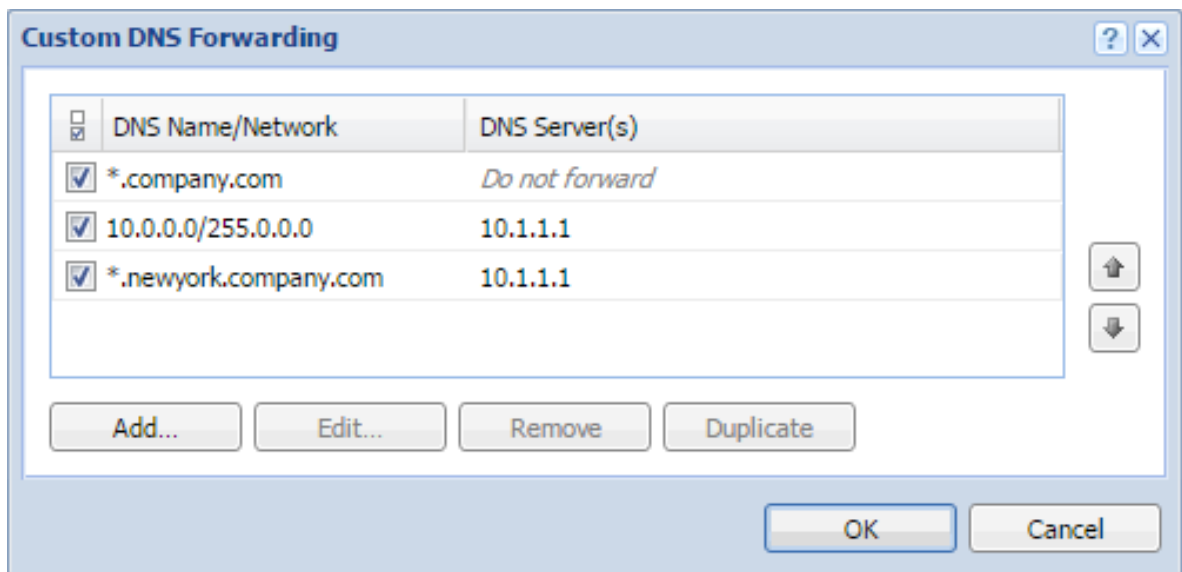 Custom DNS Forwarding
?
DNS Name/Network DNS Server(s)
*.company.com Do not forward
10.0.0.0/255.0.0.0 10.1.1.1
*.newyork.company.com 10.1.1.1
Add... Edit... Remove Duplicate
OK Cancel